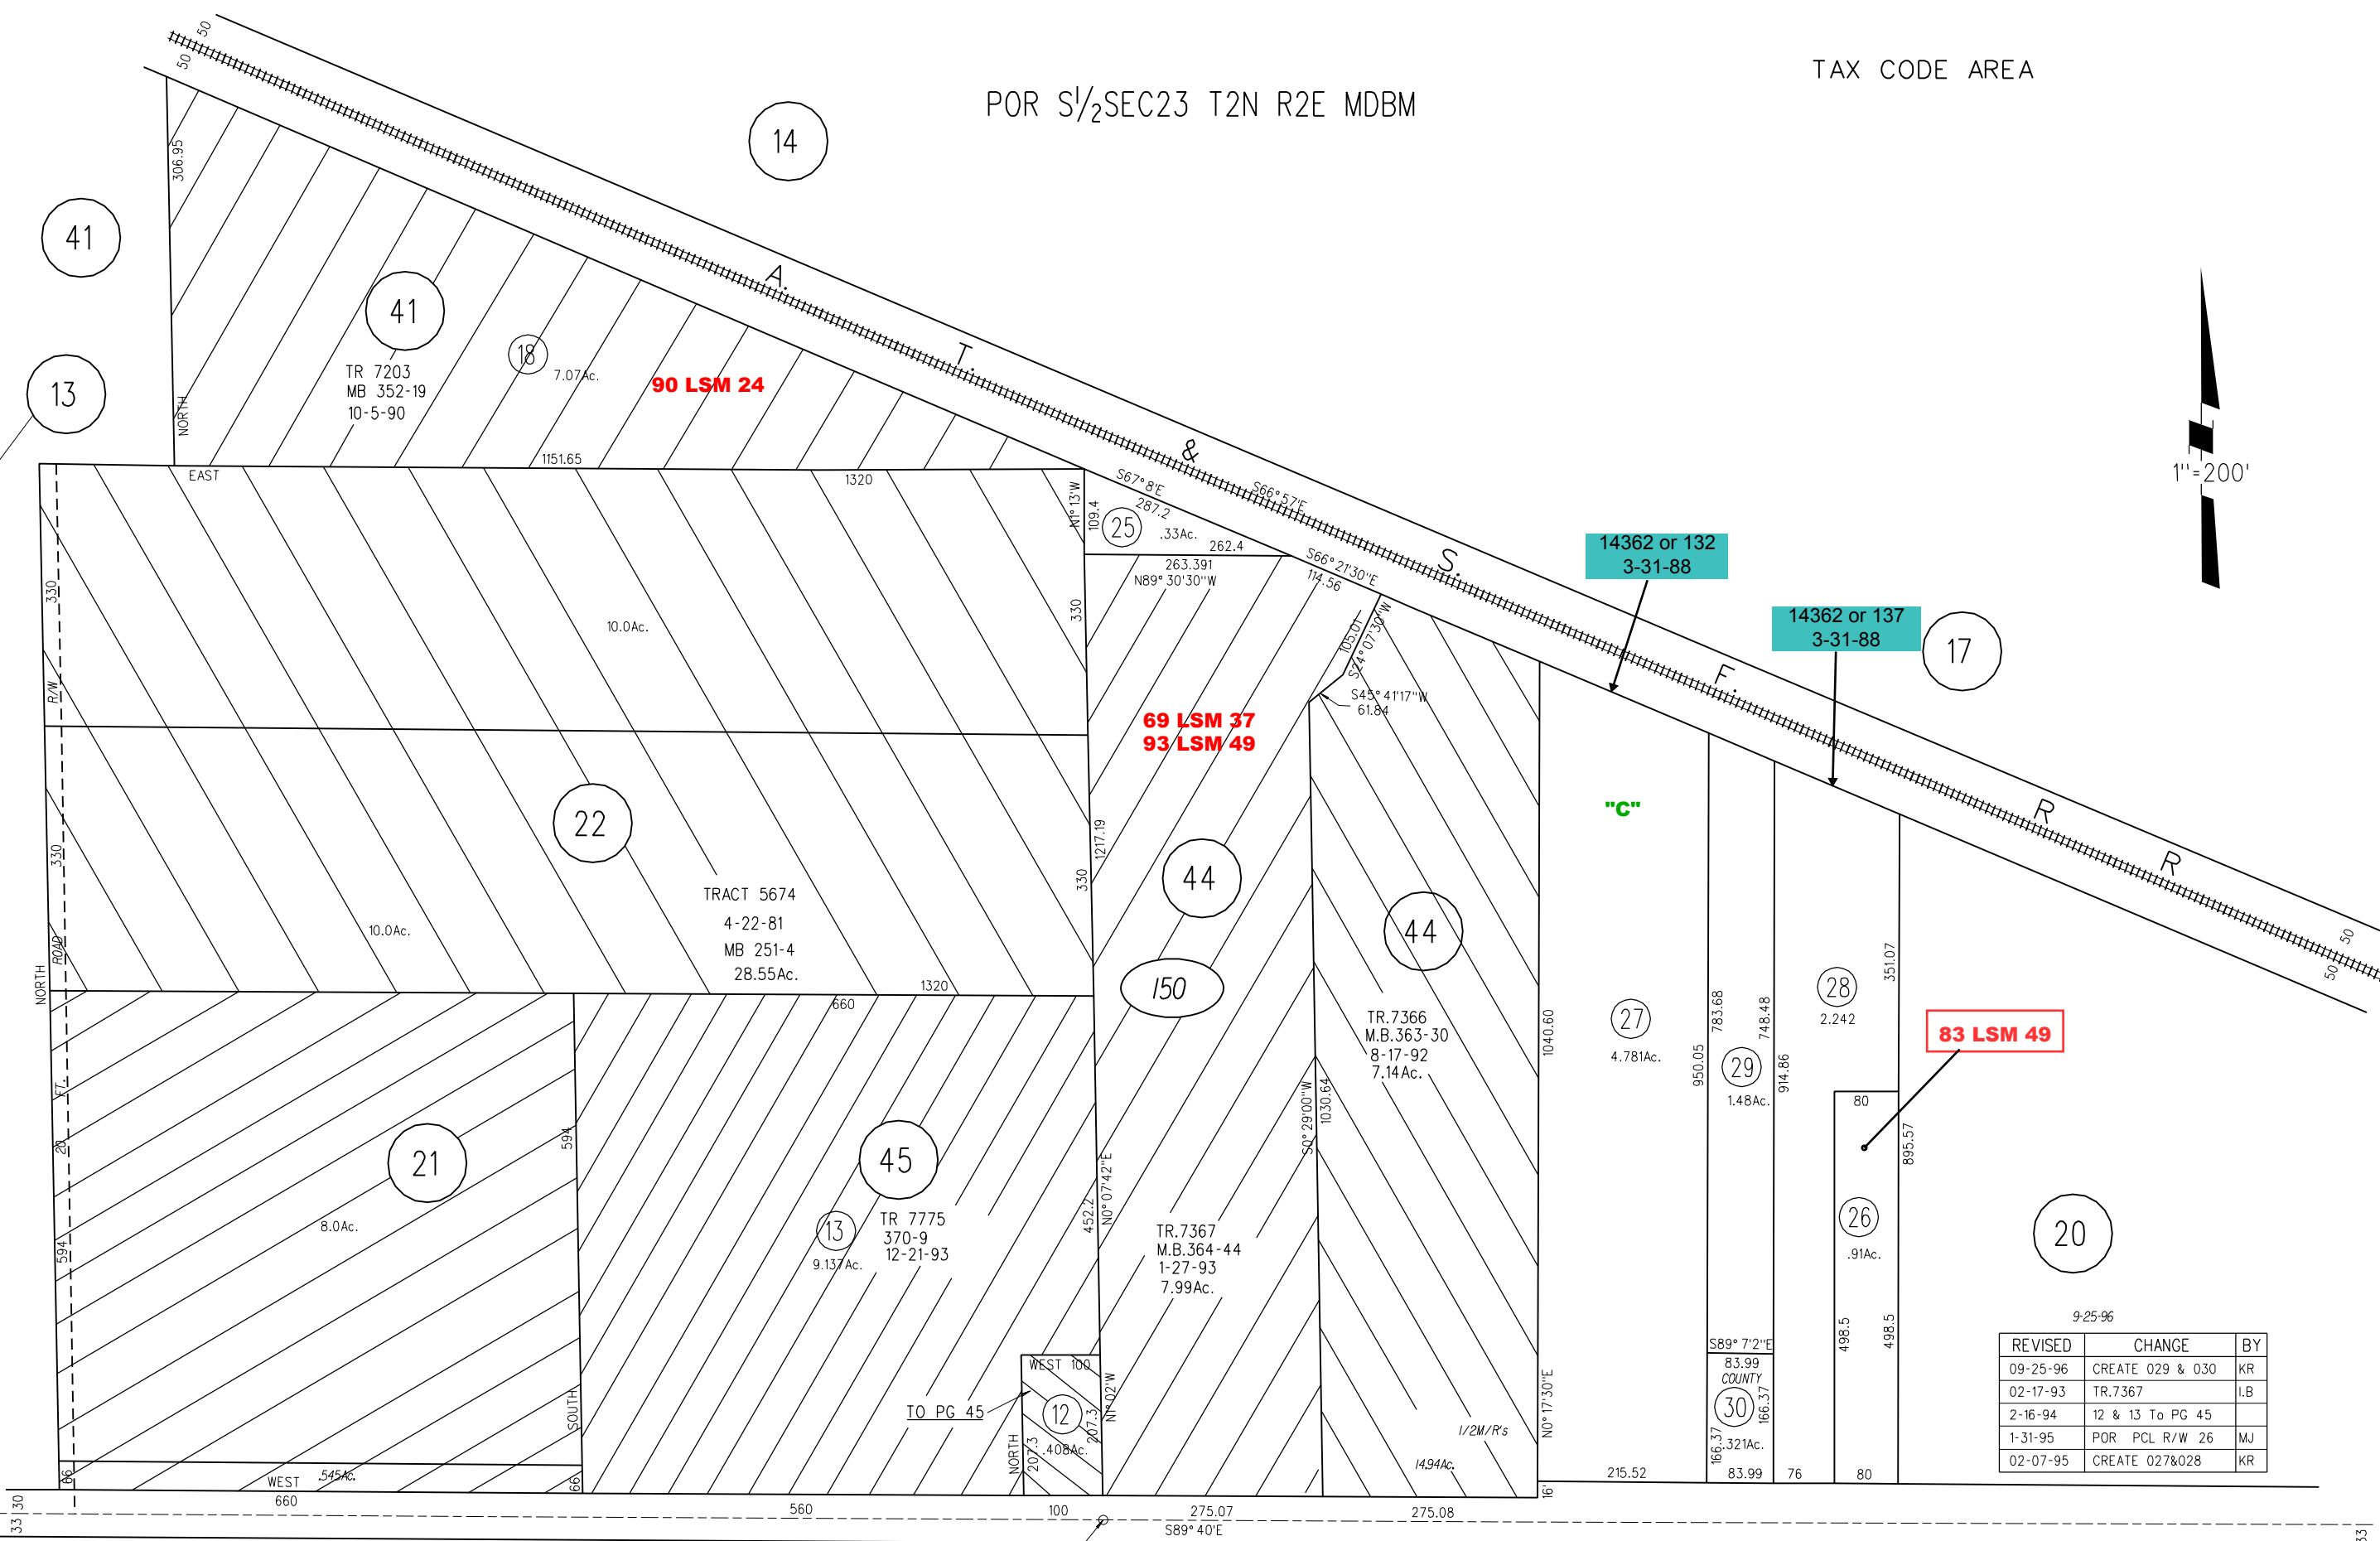 TAX CODE AREA
POR S1/2SEC23 T2N R2E MDBM
50
50
306.95
14
41
41
13
18
7.07Ac.
TR 7203
MB 352-19
10-5-90
90 LSM 24
NORTH
A. T. & S. F. R R
1"=200'
EAST
1151.65
1320
N1°13'W
109.4
S67°8'E
287.2
25
.33Ac.
262.4
263.391
N89°30'30"W
S66°57'E
S66°21'30"E
114.56
14362 or 132
3-31-88
14362 or 137
3-31-88
17
330
10.0Ac.
330
105.01
S24°07'30"W
S45°41'17"W
61.84
R/W
69 LSM 37
93 LSM 49
"C"
22
330
1217.19
330
44
44
TRACT 5674
4-22-81
MB 251-4
28.55Ac.
10.0Ac.
ROAD
NORTH
1320
660
150
50
50
351.07
28
2.242
27
4.781Ac.
783.68
748.48
TR.7366
M.B.363-30
8-17-92
7.14Ac.
1040.60
83 LSM 49
950.05
914.86
29
1.48Ac.
80
FT.
20
594
21
45
S0°29'00"W
1030.64
895.57
8.0Ac.
594
13
9.137Ac.
TR 7775
370-9
12-21-93
452.2
N0°07'42"E
TR.7367
M.B.364-44
1-27-93
7.99Ac.
26
.91Ac.
20
498.5
498.5
9-25-96
REVISED CHANGE BY
09-25-96 CREATE 029 & 030 KR
02-17-93 TR.7367 I.B
2-16-94 12 & 13 To PG 45
1-31-95 POR PCL R/W 26 MJ
02-07-95 CREATE 027&028 KR
S89°7'2"E
83.99
COUNTY
30
166.37
166.37
.321Ac.
WEST 100
TO PG 45
12
.408Ac.
207.3
207.3
NORTH
N1°02'W
SOUTH
1/2M/R's
14.94Ac.
N0°17'30"E
16'
215.52
83.99
76
80
66
WEST
.545Ac.
66
660
560
100
275.07
275.08
S89°40'E
30
33
33